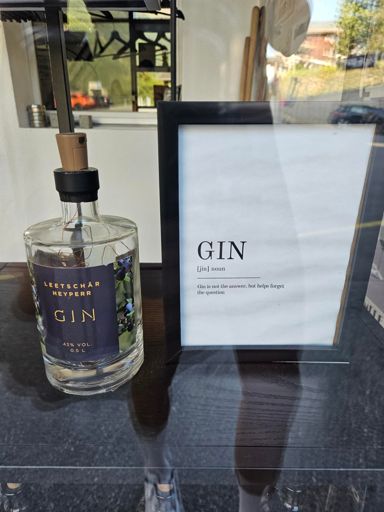 LEETSCHÄR
HEYPERR
GIN
42% VOL.
0.5 L
GIN
[jin] noun
Gin is not the answer, but helps forget
the question